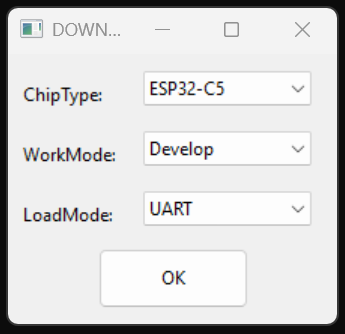 DOWN...
ChipType: ESP32-C5
WorkMode: Develop
LoadMode: UART
OK